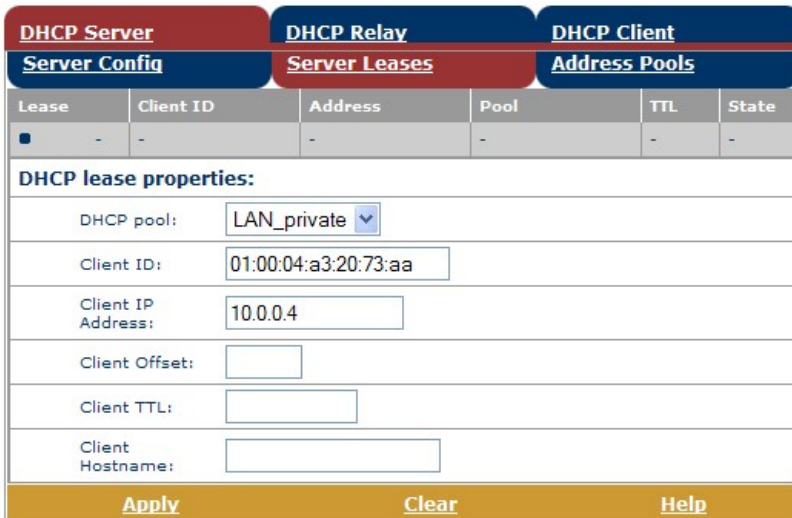 DHCP Server DHCP Relay DHCP Client
Server Config Server Leases Address Pools
Lease Client ID Address Pool TTL State
- - - - - -
DHCP lease properties:
DHCP pool: LAN_private
Client ID: 01:00:04:a3:20:73:aa
Client IP
Address: 10.0.0.4
Client Offset:
Client TTL:
Client
Hostname:
Apply Clear Help